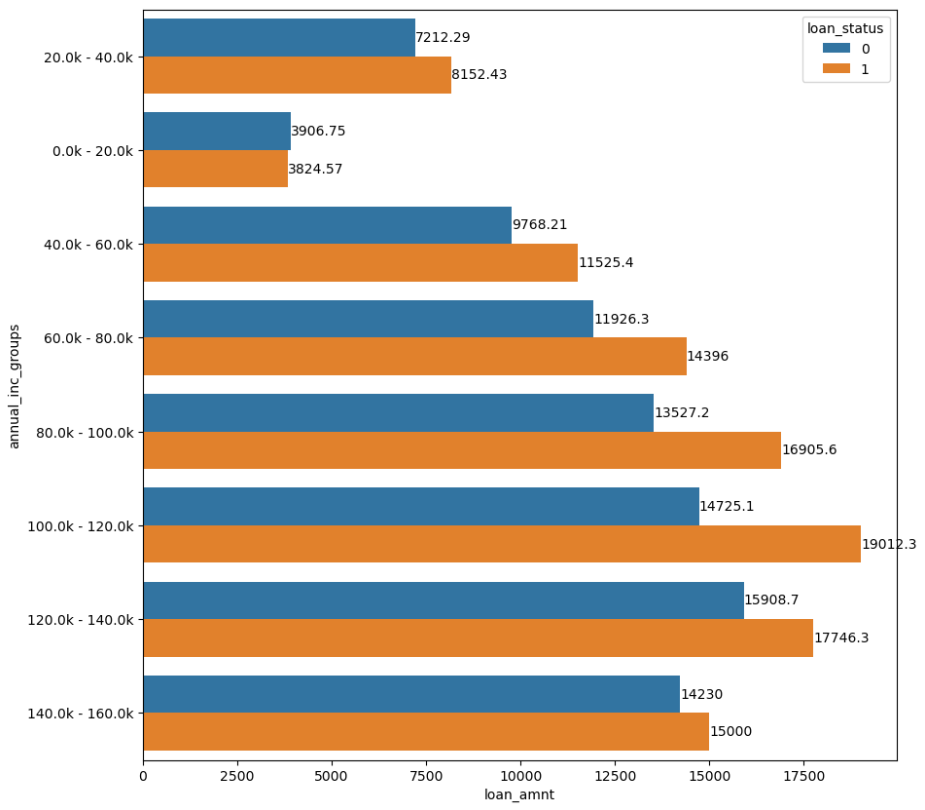 loan_status
0
1
20.0k - 40.0k
7212.29
8152.43
0.0k - 20.0k
3906.75
3824.57
40.0k - 60.0k
9768.21
11525.4
60.0k - 80.0k
11926.3
14396
80.0k - 100.0k
13527.2
16905.6
100.0k - 120.0k
14725.1
19012.3
120.0k - 140.0k
15908.7
17746.3
140.0k - 160.0k
14230
15000
annual_inc_groups
0 2500 5000 7500 10000 12500 15000 17500
loan_amnt